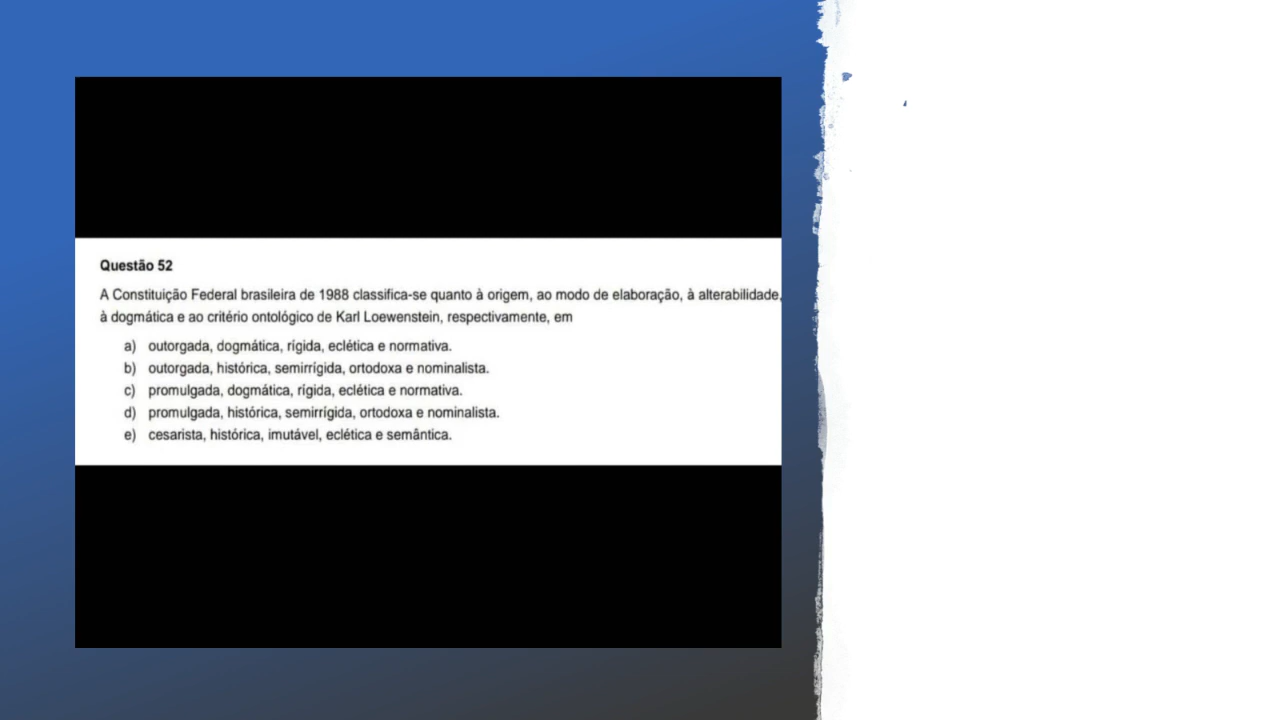 Questão 52
A Constituição Federal brasileira de 1988 classifica-se quanto à origem, ao modo de elaboração, à alterabilidade,
à dogmática e ao critério ontológico de Karl Loewenstein, respectivamente, em
a) outorgada, dogmática, rígida, eclética e normativa.
b) outorgada, histórica, semirrígida, ortodoxa e nominalista.
c) promulgada, dogmática, rígida, eclética e normativa.
d) promulgada, histórica, semirrígida, ortodoxa e nominalista.
e) cesarista, histórica, imutável, eclética e semântica.